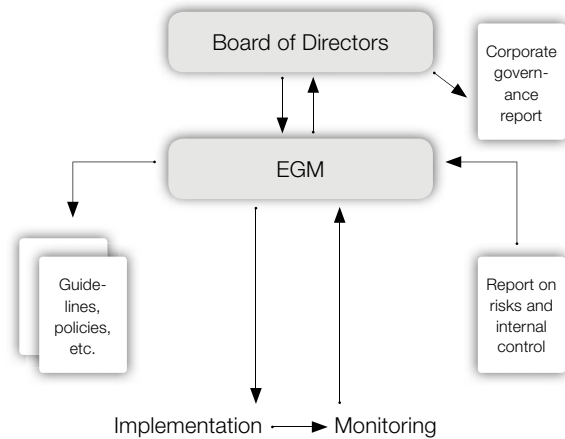 Board of Directors
Corporate
govern-
ance
report
EGM
Guide-
lines,
policies,
etc.
Report on
risks and
internal
control
Implementation
Monitoring